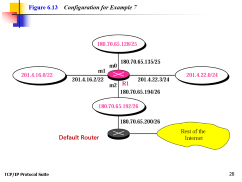 Figure 6.13 Configuration for Example 7
180.70.65.128/25
180.70.65.135/25
m0
201.4.16.0/22
m1
201.4.22.0/24
201.4.16.2/22
201.4.22.3/24
m2
R1
180.70.65.194/26
180.70.65.192/26
180.70.65.200/26
Default Router
Rest of the
Internet
TCP/IP Protocol Suite
28